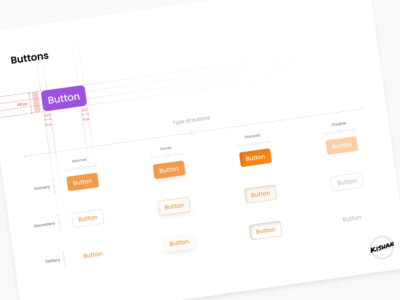 Buttons
Button
Type of buttons
Normal
Hover
Pressed
Disable
Primary
Button
Button
Button
Button
Secondary
Button
Button
Button
Button
Tertiary
Button
Button
Button
Button
KISHAN